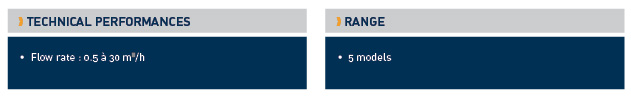 TECHNICAL PERFORMANCES
• Flow rate : 0.5 à 30 m³/h
RANGE
• 5 models